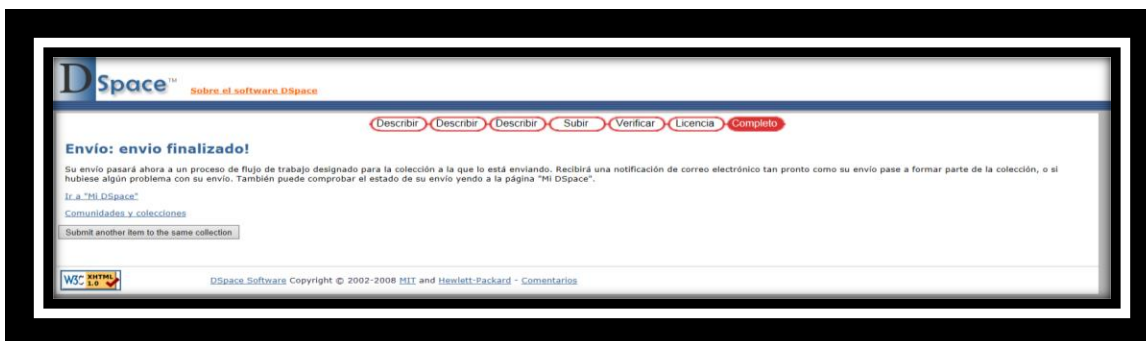 DSpace™ Sobre el software DSpace
Describir Describir Describir Subir Verificar Licencia Completo
Envío: envio finalizado!
Su envío pasará ahora a un proceso de flujo de trabajo designado para la colección a la que lo está enviando. Recibirá una notificación de correo electrónico tan pronto como su envío pase a formar parte de la colección, o si
hubiese algún problema con su envío. También puede comprobar el estado de su envío yendo a la página "Mi DSpace".
Ir a "Mi DSpace"
Comunidades y colecciones
Submit another item to the same collection
W3C XHTML 1.0 DSpace Software Copyright © 2002-2008 MIT and Hewlett-Packard - Comentarios